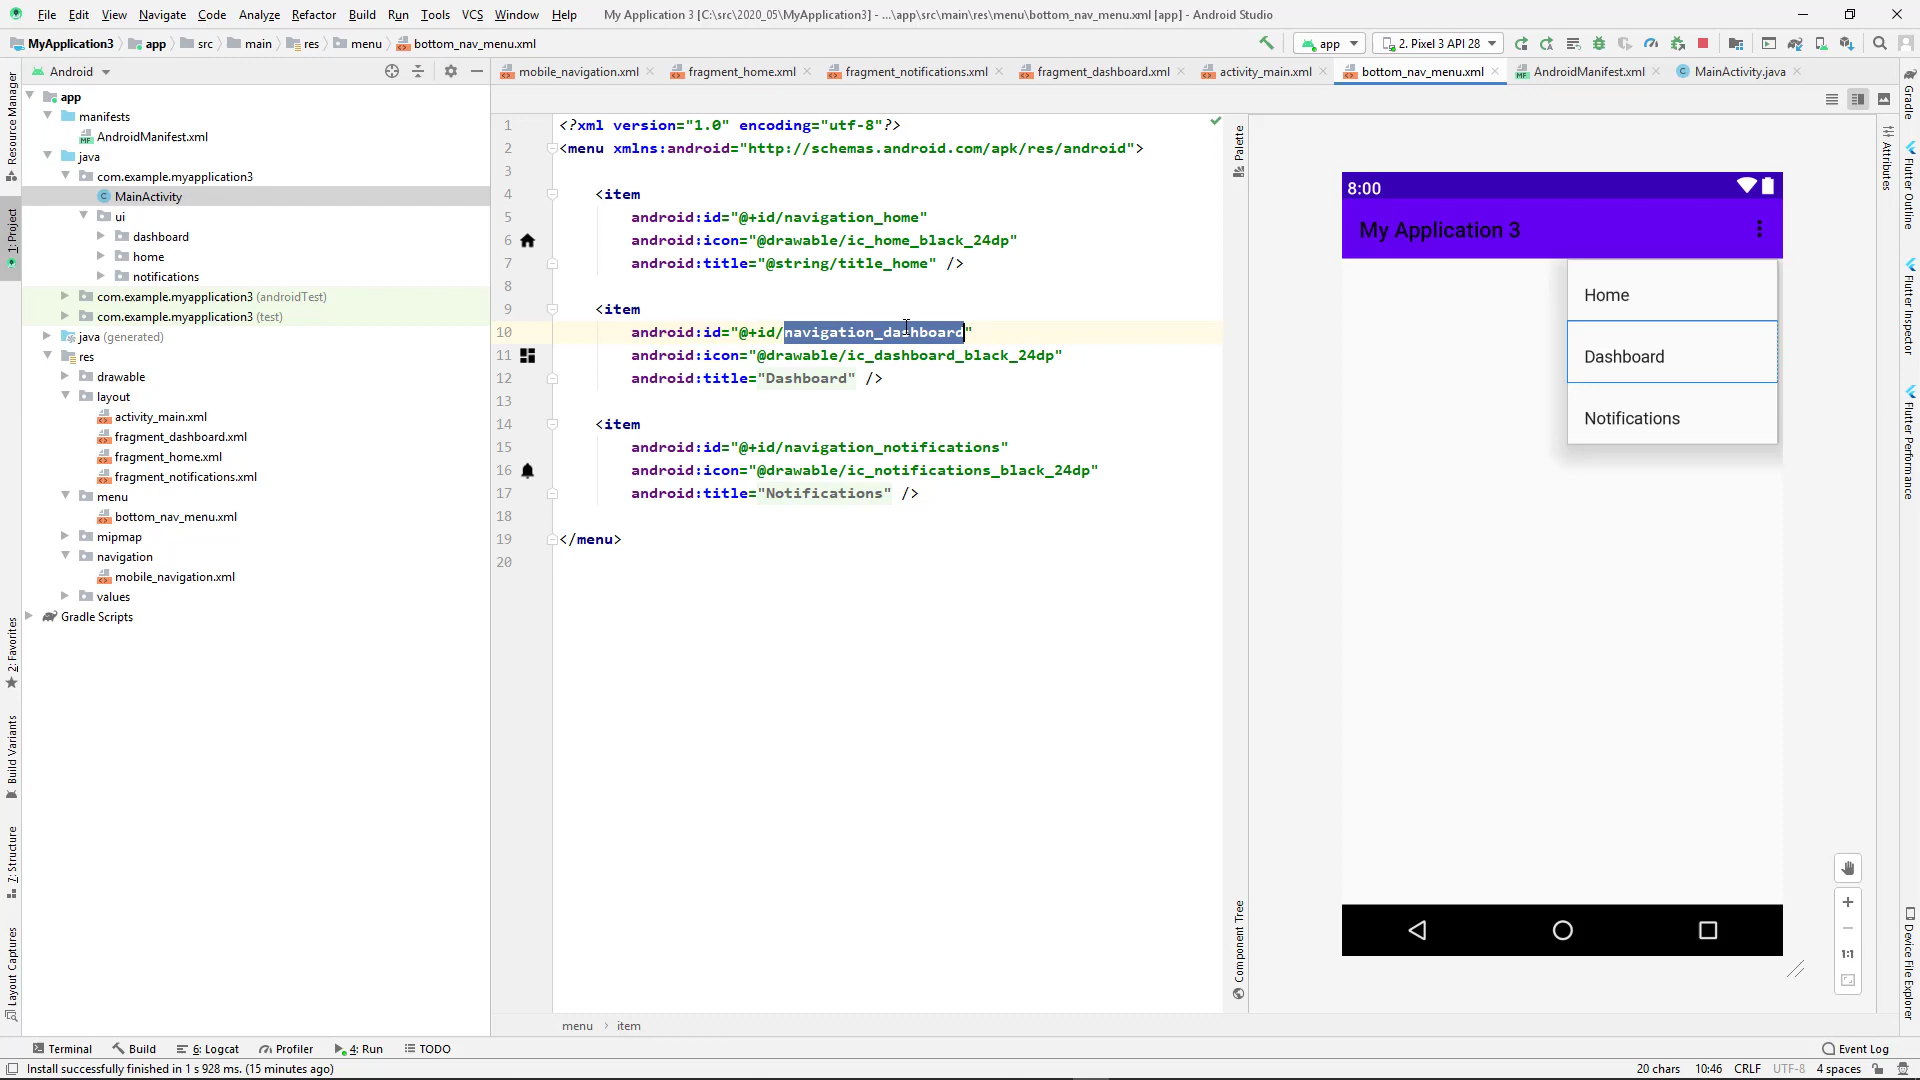 File Edit View Navigate Code Analyze Refactor Build Run Tools VCS Window Help My Application 3 [C:\src\2020_05\MyApplication3] - ...\app\src\main\res\menu\bottom_nav_menu.xml [app] - Android Studio
MyApplication3 app src main res menu bottom_nav_menu.xml app 2. Pixel 3 API 28
Android mobile_navigation.xml fragment_home.xml fragment_notifications.xml fragment_dashboard.xml activity_main.xml bottom_nav_menu.xml AndroidManifest.xml MainActivity.java
app
manifests
AndroidManifest.xml
java
com.example.myapplication3
MainActivity
ui
dashboard
home
notifications
com.example.myapplication3 (androidTest)
com.example.myapplication3 (test)
java (generated)
res
drawable
layout
activity_main.xml
fragment_dashboard.xml
fragment_home.xml
fragment_notifications.xml
menu
bottom_nav_menu.xml
mipmap
navigation
mobile_navigation.xml
values
Gradle Scripts
Resource Manager
1: Project
2: Favorites
Build Variants
7: Structure
Layout Captures
1 <?xml version="1.0" encoding="utf-8"?>
2 <menu xmlns:android="http://schemas.android.com/apk/res/android">
3
4 <item
5 android:id="@+id/navigation_home"
6 android:icon="@drawable/ic_home_black_24dp"
7 android:title="@string/title_home" />
8
9 <item
10 android:id="@+id/navigation_dashboard"
11 android:icon="@drawable/ic_dashboard_black_24dp"
12 android:title="Dashboard" />
13
14 <item
15 android:id="@+id/navigation_notifications"
16 android:icon="@drawable/ic_notifications_black_24dp"
17 android:title="Notifications" />
18
19 </menu>
20
menu item
Palette
Component Tree
8:00
My Application 3
Home
Dashboard
Notifications
1:1
Attributes
Gradle
Flutter Outline
Flutter Inspector
Flutter Performance
Device File Explorer
Terminal Build 6: Logcat Profiler 4: Run TODO Event Log
Install successfully finished in 1 s 928 ms. (15 minutes ago) 20 chars 10:46 CRLF UTF-8 4 spaces